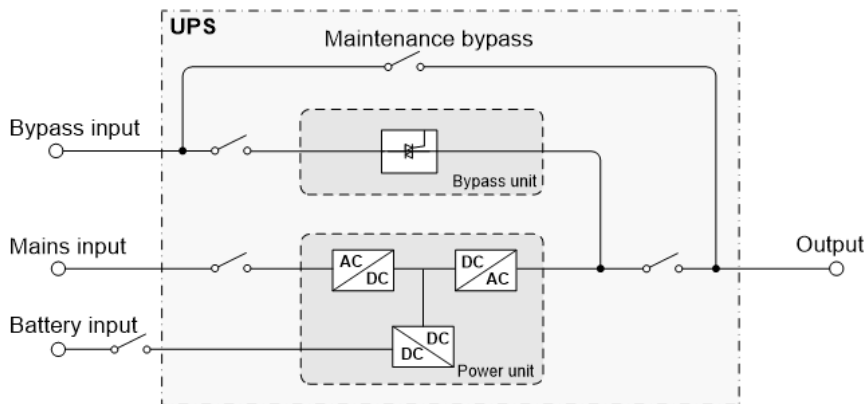 UPS
Maintenance bypass
Bypass input
Bypass unit
Mains input
AC
DC
DC
AC
Output
Battery input
DC
DC
Power unit